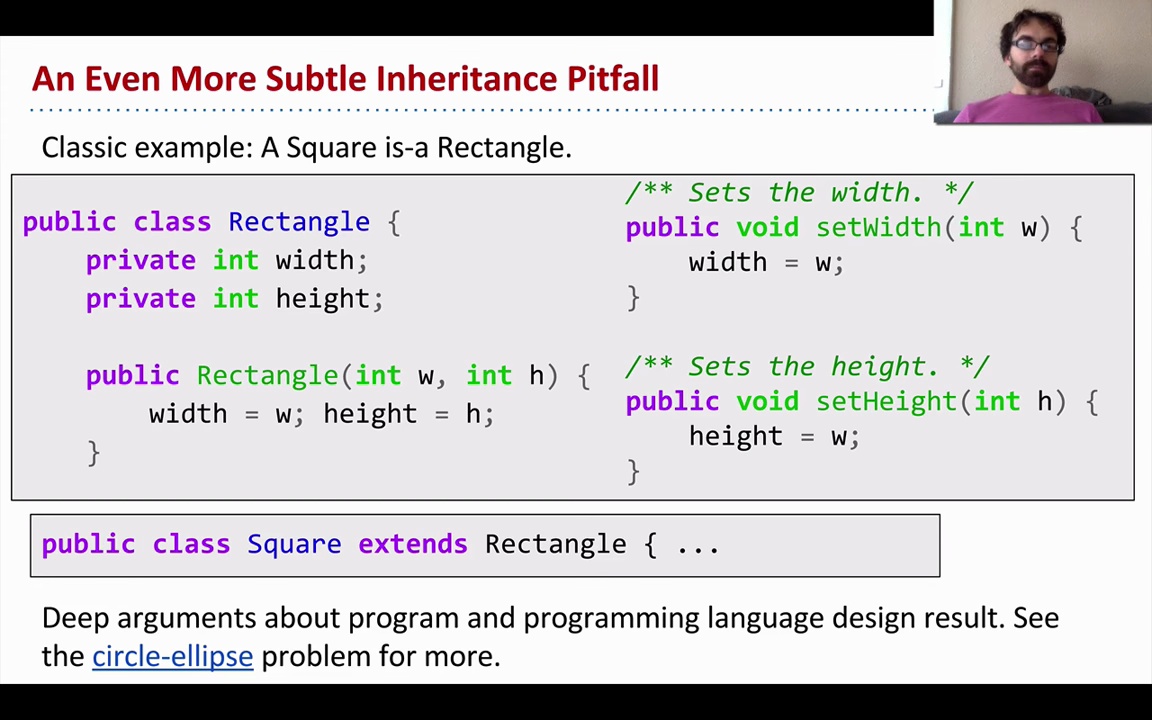 An Even More Subtle Inheritance Pitfall
Classic example: A Square is-a Rectangle.
public class Rectangle {
    private int width;
    private int height;
    public Rectangle(int w, int h) {
        width = w; height = h;
    }
/** Sets the width. */
public void setWidth(int w) {
    width = w;
}
/** Sets the height. */
public void setHeight(int h) {
    height = w;
}
public class Square extends Rectangle { ...
Deep arguments about program and programming language design result. See
the circle-ellipse problem for more.